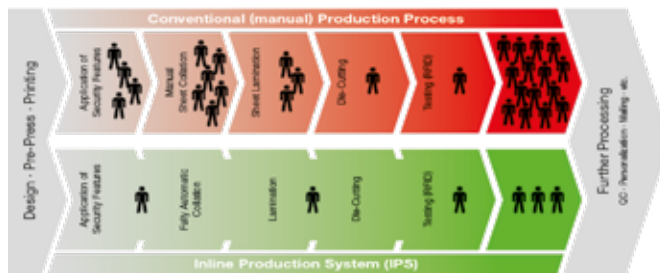 Conventional (manual) Production Process
Design - Pre-Press - Printing
Application of
Security Features
Manual
Sheet Collation
Sheet Lamination
Die-Cutting
Testing (RFID)
Further Processing
QC - Personalization - Mailing - etc.
Application of
Security Features
Fully Automatic
Collation
Lamination
Die-Cutting
Testing (RFID)
Inline Production System (IPS)